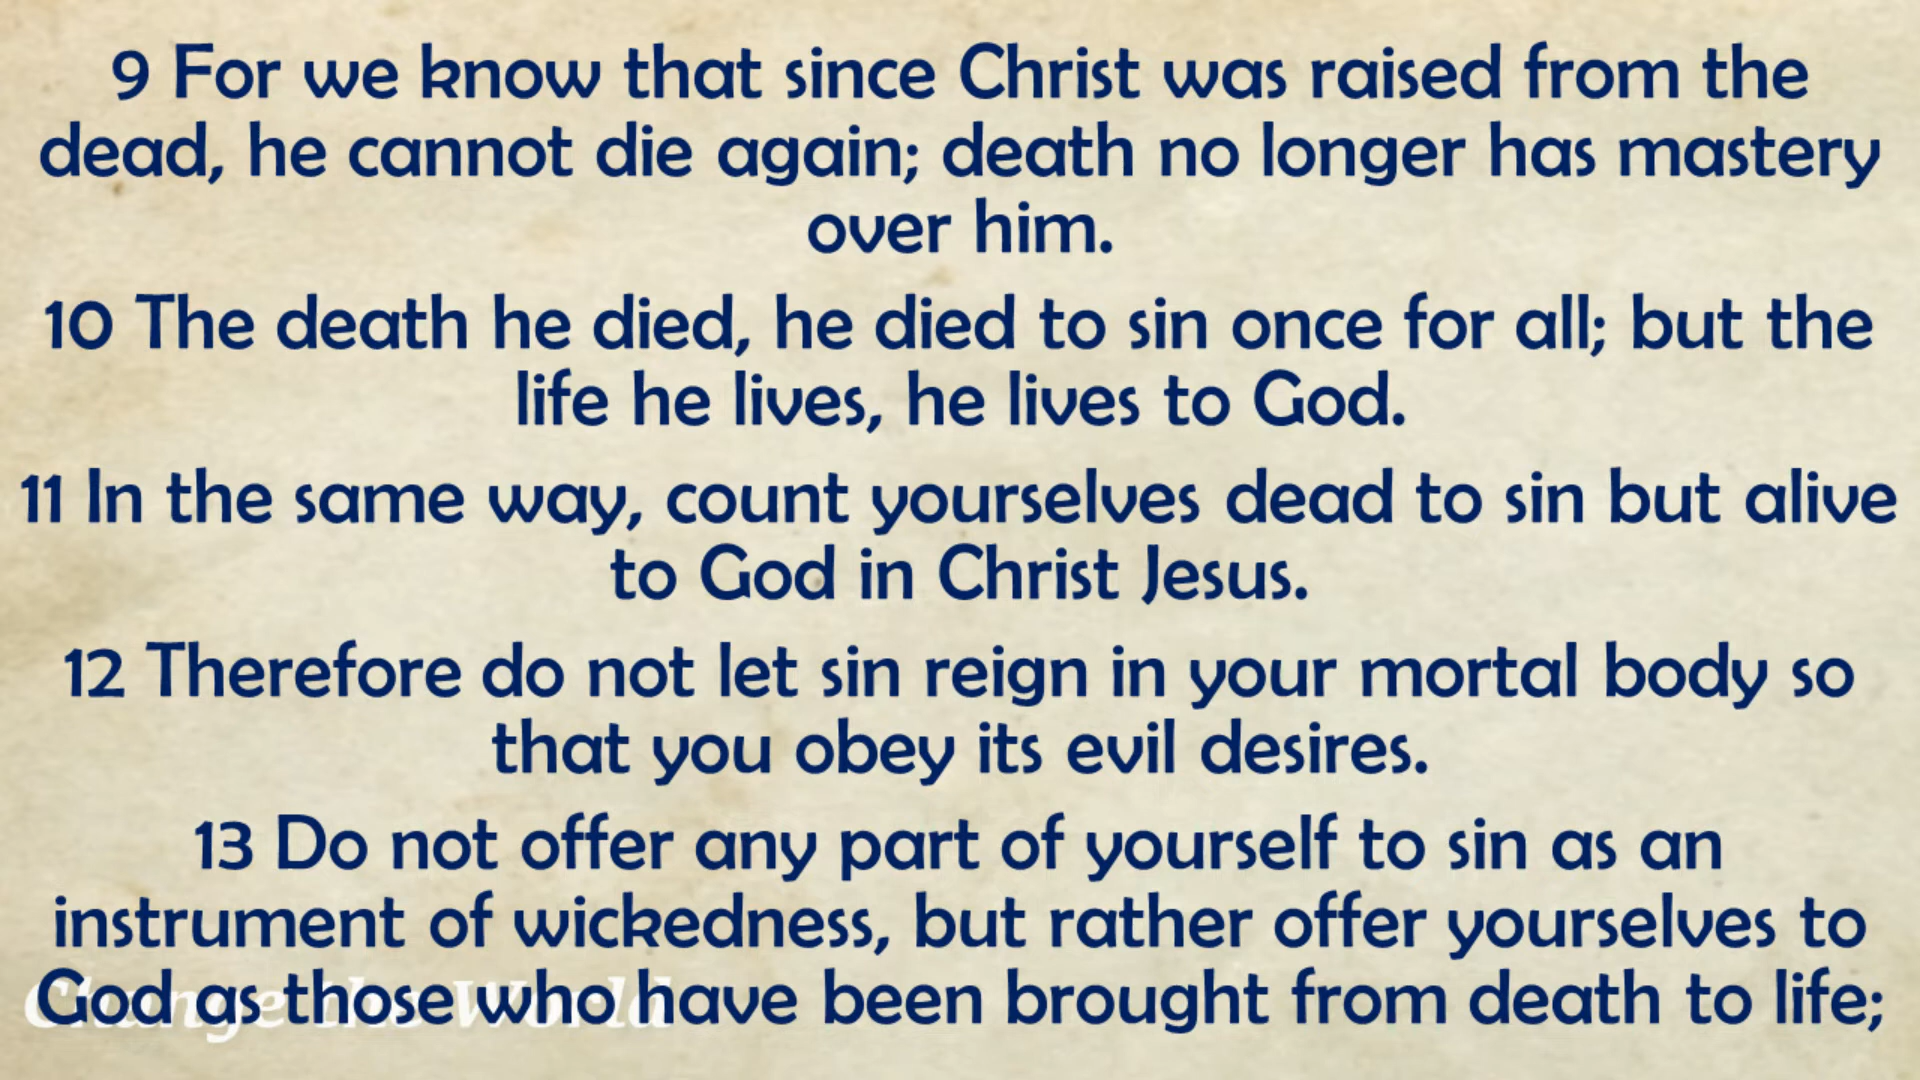 9 For we know that since Christ was raised from the
dead, he cannot die again; death no longer has mastery
over him.
10 The death he died, he died to sin once for all; but the
life he lives, he lives to God.
11 In the same way, count yourselves dead to sin but alive
to God in Christ Jesus.
12 Therefore do not let sin reign in your mortal body so
that you obey its evil desires.
13 Do not offer any part of yourself to sin as an
instrument of wickedness, but rather offer yourselves to
God as those who have been brought from death to life;
Change the World